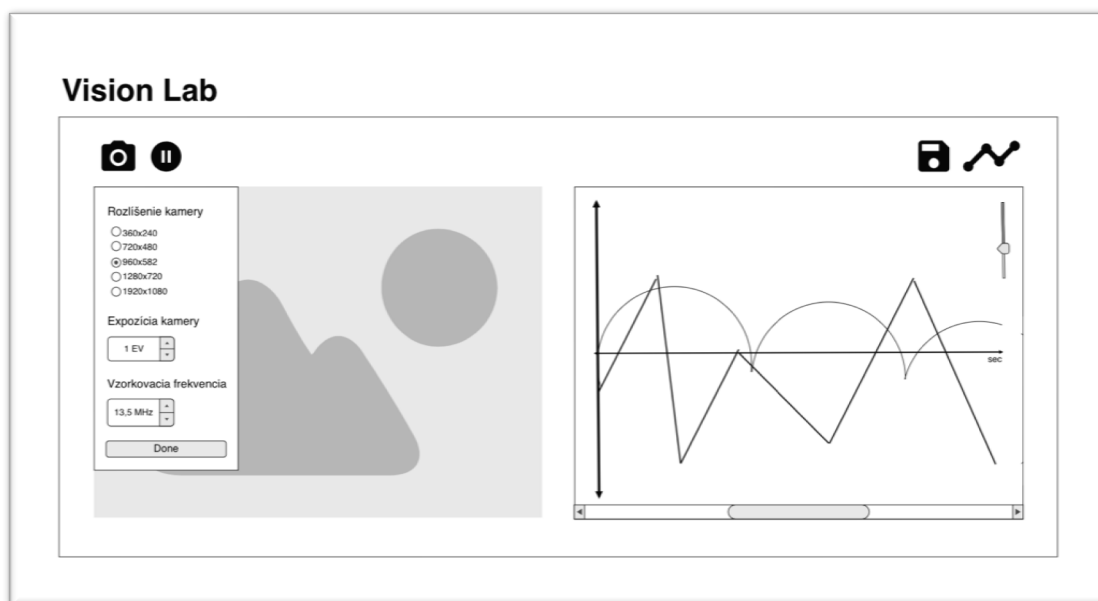 Vision Lab
Rozlíšenie kamery
360x240
720x480
960x582
1280x720
1920x1080
Expozícia kamery
1 EV
Vzorkovacia frekvencia
13,5 MHz
Done
sec